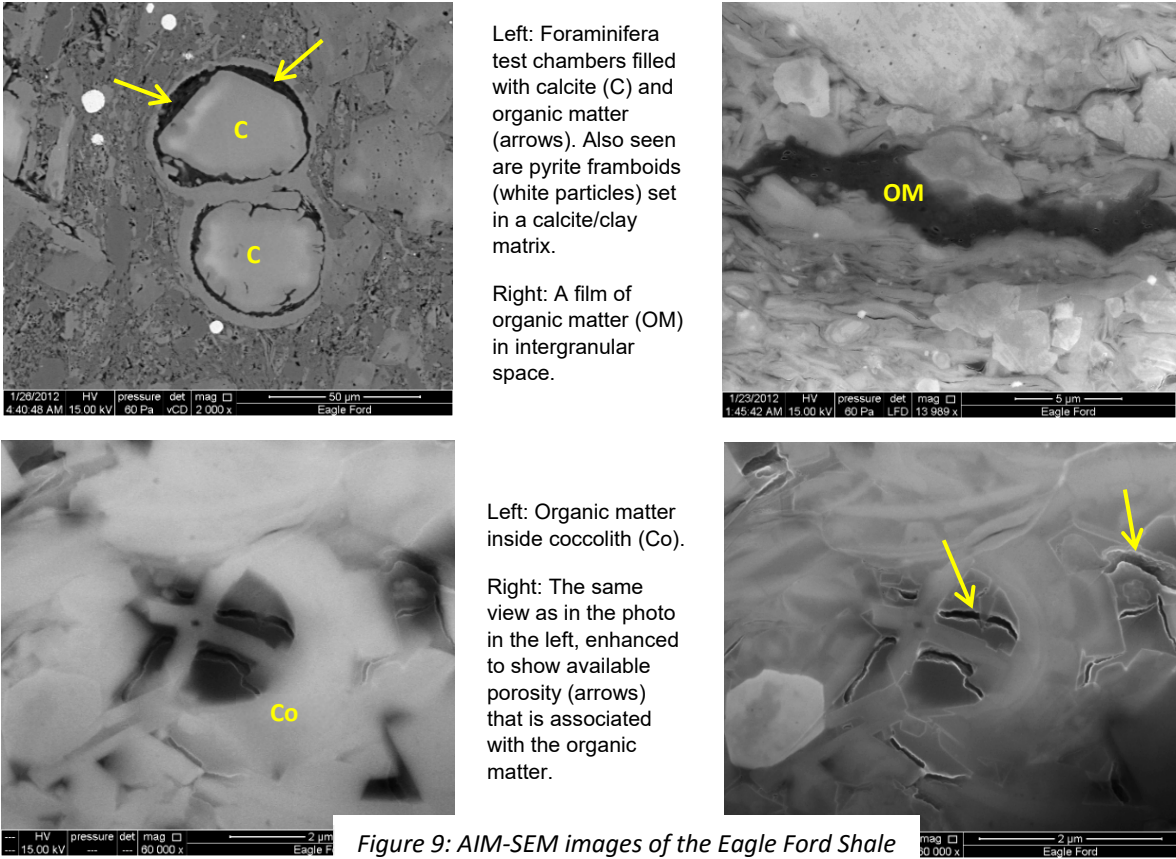 C
C
Left: Foraminifera
test chambers filled
with calcite (C) and
organic matter
(arrows). Also seen
are pyrite framboids
(white particles) set
in a calcite/clay
matrix.
Right: A film of
organic matter (OM)
in intergranular
space.
OM
1/26/2012 HV pressure det mag □ 50 µm
4:40:48 AM 15.00 kV 60 Pa vCD 2 000 x Eagle Ford
1/23/2012 HV pressure det mag □ 5 µm
1:45:42 AM 15.00 kV 60 Pa LFD 13 989 x Eagle Ford
Co
Left: Organic matter
inside coccolith (Co).
Right: The same
view as in the photo
in the left, enhanced
to show available
porosity (arrows)
that is associated
with the organic
matter.
--- HV pressure det mag □ 2 µm
--- 15.00 kV --- --- 60 000 x
mag □ 2 µm
60 000 x Eagle Ford
Figure 9: AIM-SEM images of the Eagle Ford Shale